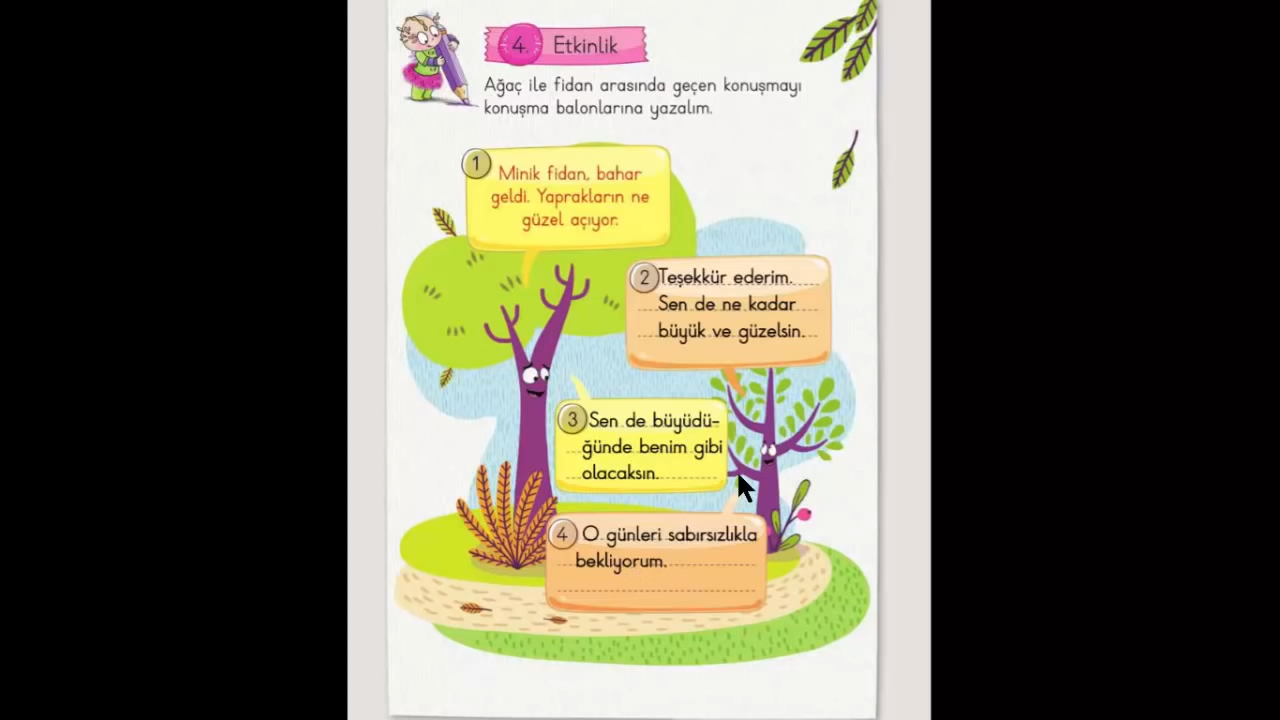 4. Etkinlik
Ağaç ile fidan arasında geçen konuşmayı
konuşma balonlarına yazalım.
1
Minik fidan, bahar
geldi. Yaprakların ne
güzel açıyor.
2 Teşekkür ederim.
Sen de ne kadar
büyük ve güzelsin.
3 Sen de büyüdü-
ğünde benim gibi
olacaksın.
4 O günleri sabırsızlıkla
bekliyorum.